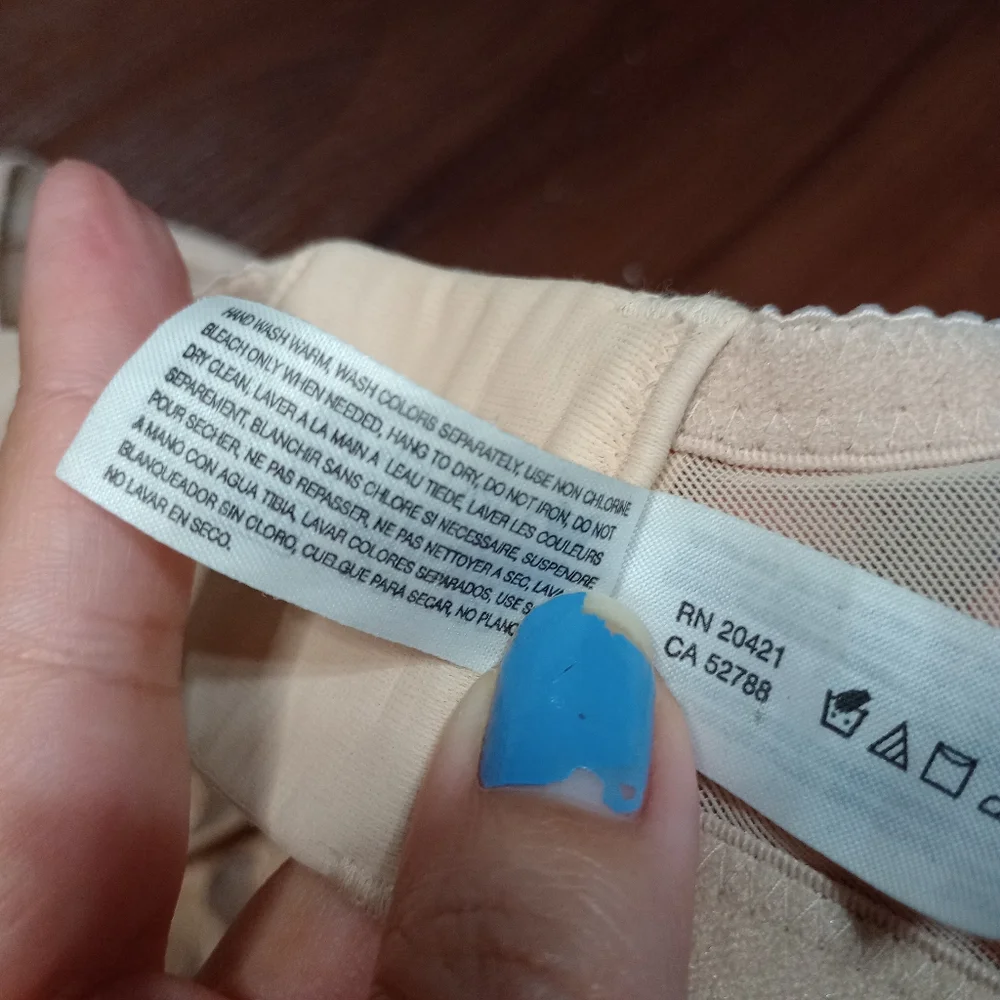 HAND WASH WARM, WASH COLORS SEPARATELY, USE NON CHLORINE
BLEACH ONLY WHEN NEEDED, HANG TO DRY, DO NOT IRON, DO NOT
DRY CLEAN, LAVER A LA MAIN A LEAU TIEDE, LAVER LES COULEURS
SEPAREMENT, BLANCHIR SANS CHLORE SI NECESSAIRE, SUSPENDRE
POUR SECHER, NE PAS REPASSER, NE PAS NETTOYER A SEC, LAVA
A MANO CON AGUA TIBIA, LAVAR COLORES SEPARADOS, USE
BLANQUEADOR SIN CLORO, CUELGUE PARA SECAR, NO PLANC
NO LAVAR EN SECO.
RN 20421
CA 52788